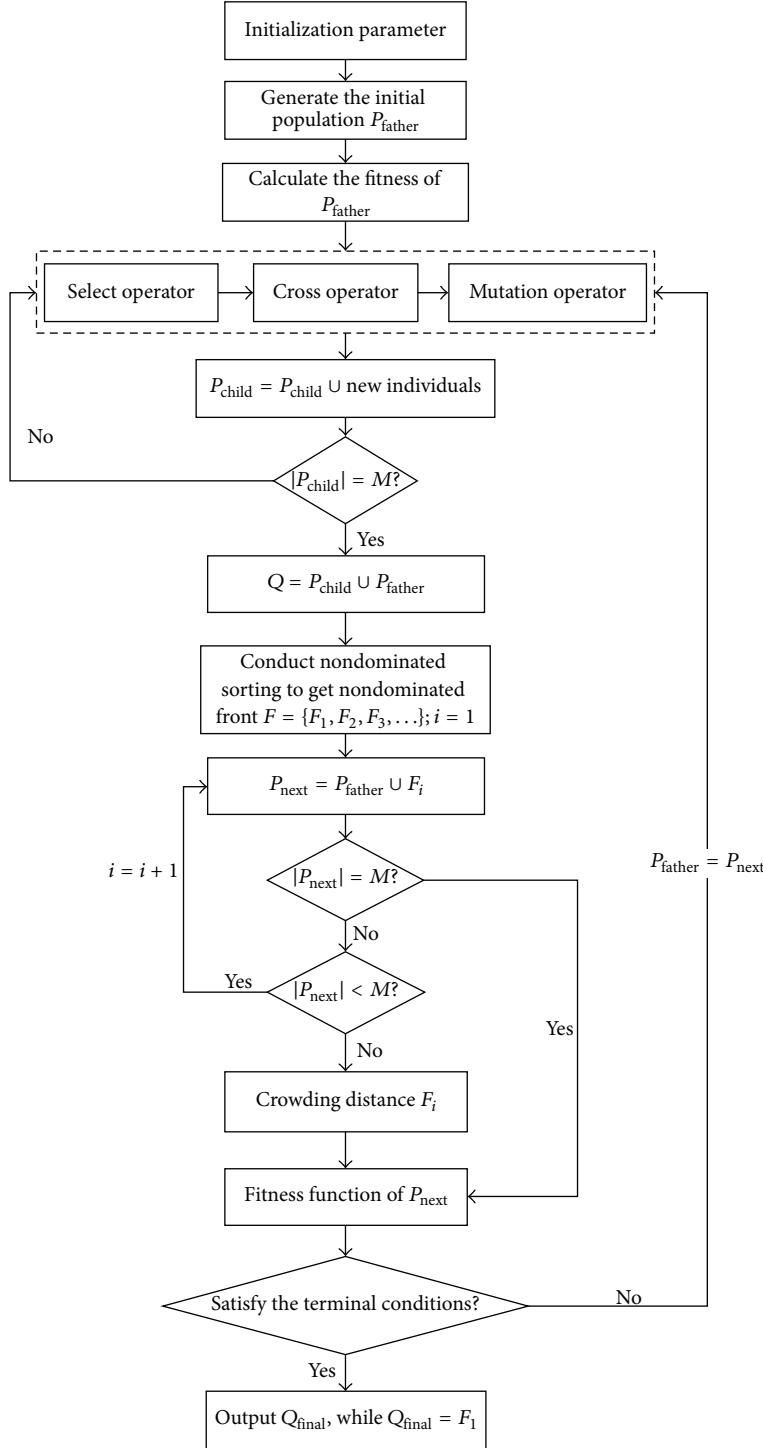 Initialization parameter
Generate the initial
population P_father
Calculate the fitness of
P_father
Select operator
Cross operator
Mutation operator
P_child = P_child ∪ new individuals
No
|P_child| = M?
Yes
Q = P_child ∪ P_father
Conduct nondominated
sorting to get nondominated
front F = {F_1, F_2, F_3, ...}; i = 1
P_next = P_father ∪ F_i
i = i + 1
|P_next| = M?
P_father = P_next
No
Yes
|P_next| < M?
Yes
No
Crowding distance F_i
Fitness function of P_next
Satisfy the terminal conditions?
No
Yes
Output Q_final, while Q_final = F_1